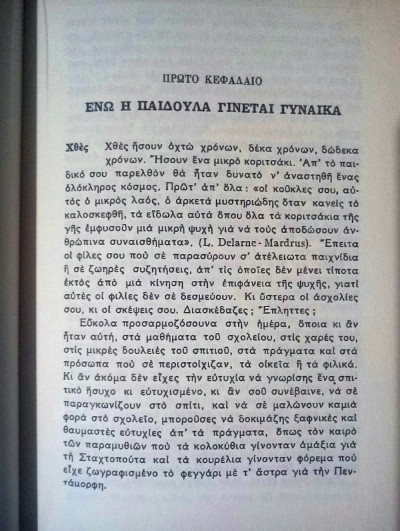 ΠΡΩΤΟ ΚΕΦΑΛΑΙΟ
ΕΝΩ Η ΠΑΙΔΟΥΛΑ ΓΙΝΕΤΑΙ ΓΥΝΑΙΚΑ
Χθὲς Χθὲς ἤσουν ὀχτὼ χρόνων, δέκα χρόνων, δώδεκα
χρόνων. Ἤσουν ἕνα μικρὸ κοριτσάκι. Ἀπ' τὸ παι-
δικό σου παρελθὸν θὰ ἦταν δυνατὸ ν' ἀναστηθῆ ἕνας
ὁλόκληρος κόσμος. Πρῶτ' ἀπ' ὅλα: «οἱ κοῦκλες σου, αὐ-
τὸς ὁ μικρὸ λαός, ὁ ἀρκετὰ μυστηριώδης ὅταν κανεὶς τὸ
καλοσκεφθῆ, τὰ εἴδωλα αὐτὰ ὅπου ὅλα τὰ κοριτσάκια τῆς
γῆς ἐμφυσοῦν μιὰ μικρὴ ψυχὴ γιὰ νὰ τοὺς ἀποδώσουν ἀν-
θρώπινα συναισθήματα», (L. Delarne - Mardrus). Ἔπειτα
οἱ φίλες σου ποὺ σὲ παρασύρουν σ' ἀτέλειωτα παιχνίδια
ἢ σὲ ζωηρὲς συζητήσεις, ἀπ' τὶς ὁποῖες δὲν μένει τίποτα
ἐκτὸς ἀπὸ μιὰ κίνηση στὴν ἐπιφάνεια τῆς ψυχῆς, γιατὶ
αὐτὲς οἱ φιλίες δὲν σὲ δεσμεύουν. Κι ὕστερα οἱ ἀσχολίες
σου, κι οἱ σκέψεις σου. Διασκέδαζες; Ἔπληττες;
Εὔκολα προσαρμοζόσουνα στὴν ἡμέρα, ὅποια κι ἂν
ἦταν αὐτή, στὰ μαθήματα τοῦ σχολείου, στὶς χαρές του,
στὶς μικρὲς δουλειὲς τοῦ σπιτιοῦ, στὰ πράγματα καὶ στὰ
πρόσωπα ποὺ σὲ περιστοίχιζαν, τὰ οἰκεῖα ἢ τὰ φιλικά.
Κι ἂν ἀκόμα δὲν εἶχες τὴν εὐτυχία νὰ γνωρίσης ἕνα σπι-
τικὸ ἥσυχο κι εὐτυχισμένο, κι ἂν σοῦ συνέβαινε, νὰ σὲ
παραγκωνίζουν στὸ σπίτι, καὶ νὰ σὲ μαλώνουν καμιὰ
φορὰ στὸ σχολεῖο, μποροῦσες νὰ δοκιμάζης ξαφνικὲς καὶ
θαυμαστὲς εὐτυχίες ἀπ' τὰ πράγματα, ὅπως τὸν καιρὸ
τῶν παραμυθιῶν ποὺ τὰ κολοκύθια γίνονταν ἁμάξια γιὰ
τὴ Σταχτοπούτα καὶ τὰ κουρέλια γίνονταν φόρεμα ποὺ
εἶχε ζωγραφισμένο τὸ φεγγάρι μὲ τ' ἄστρα γιὰ τὴν Πεν-
τάμορφη.